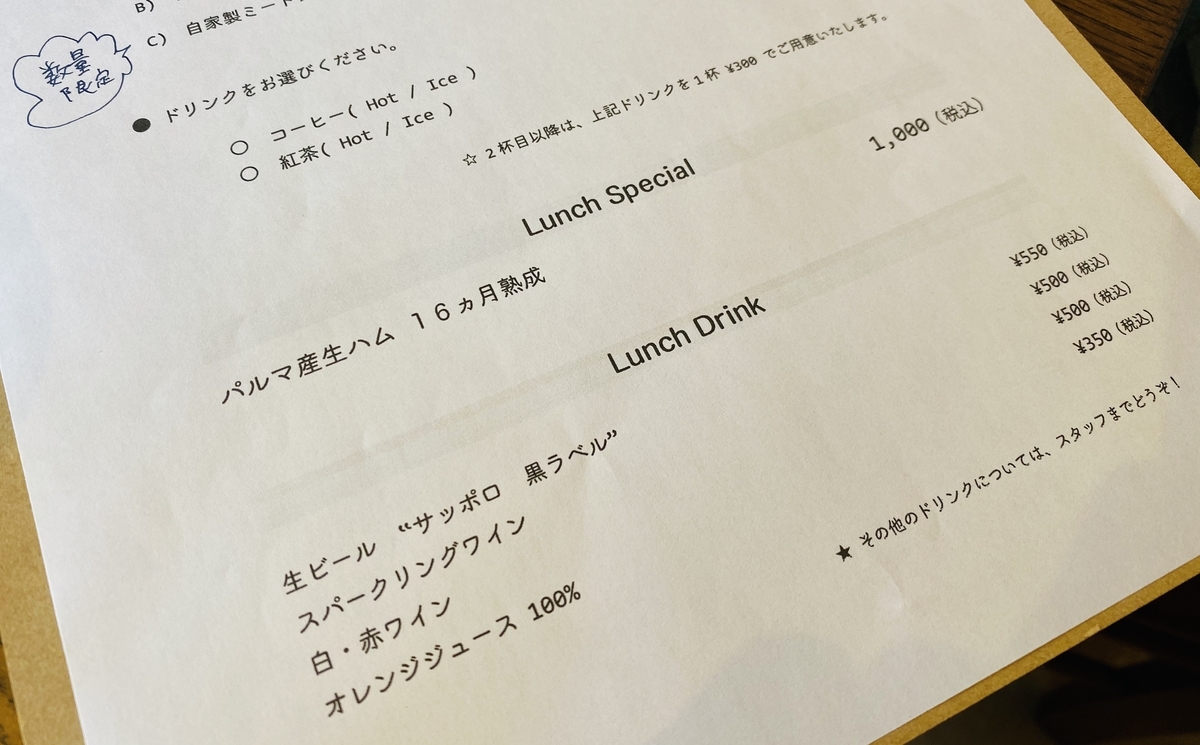 B)
C) 自家製ミート
数量
限定
● ドリンクをお選びください。
○ コーヒー( Hot / Ice )
○ 紅茶( Hot / Ice )
☆ 2杯目以降は、上記ドリンクを1杯 ¥300 でご用意いたします。
Lunch Special
パルマ産生ハム 16ヵ月熟成 1,000 (税込)
Lunch Drink
生ビール “サッポロ 黒ラベル” ¥550 (税込)
スパークリングワイン ¥500 (税込)
白・赤ワイン ¥500 (税込)
オレンジジュース 100% ¥350 (税込)
★ その他のドリンクについては、スタッフまでどうぞ!